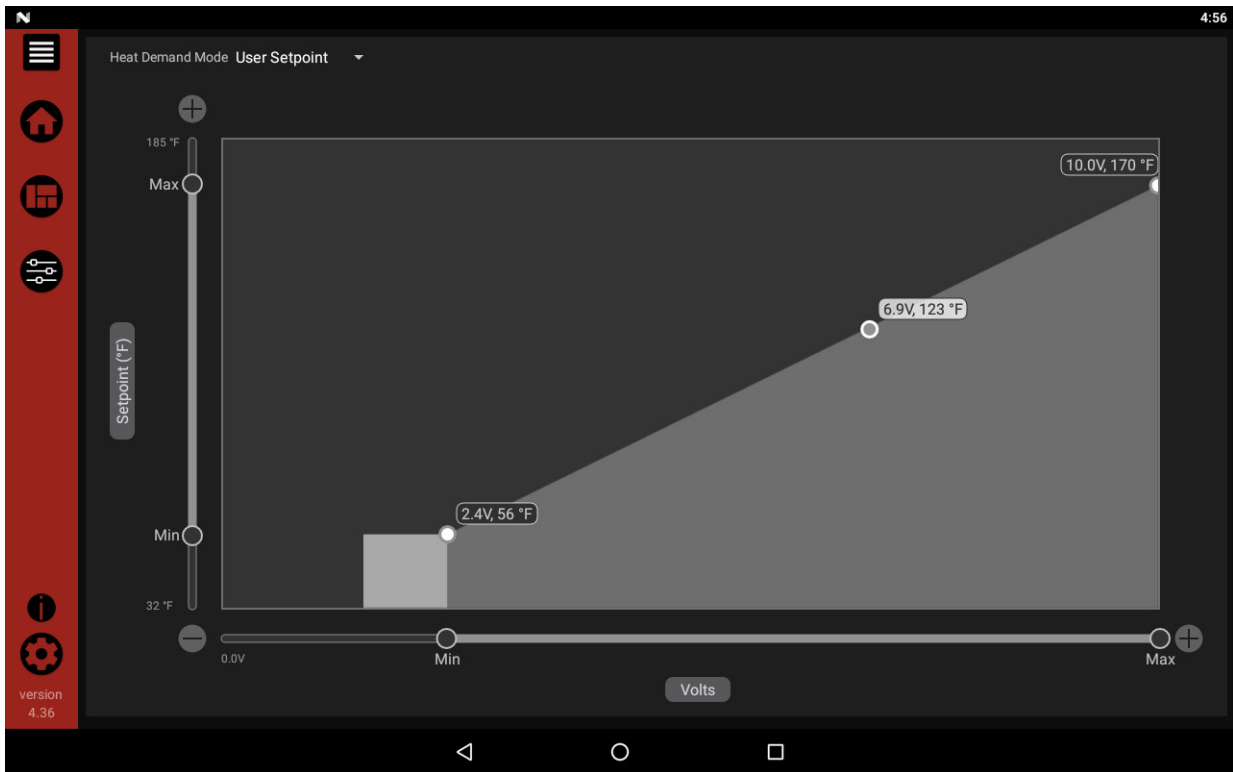 4:56
Heat Demand Mode User Setpoint
185 °F
10.0V, 170 °F
Max
6.9V, 123 °F
Setpoint (°F)
2.4V, 56 °F
Min
32 °F
0.0V
Min
Max
Volts
version
4.36